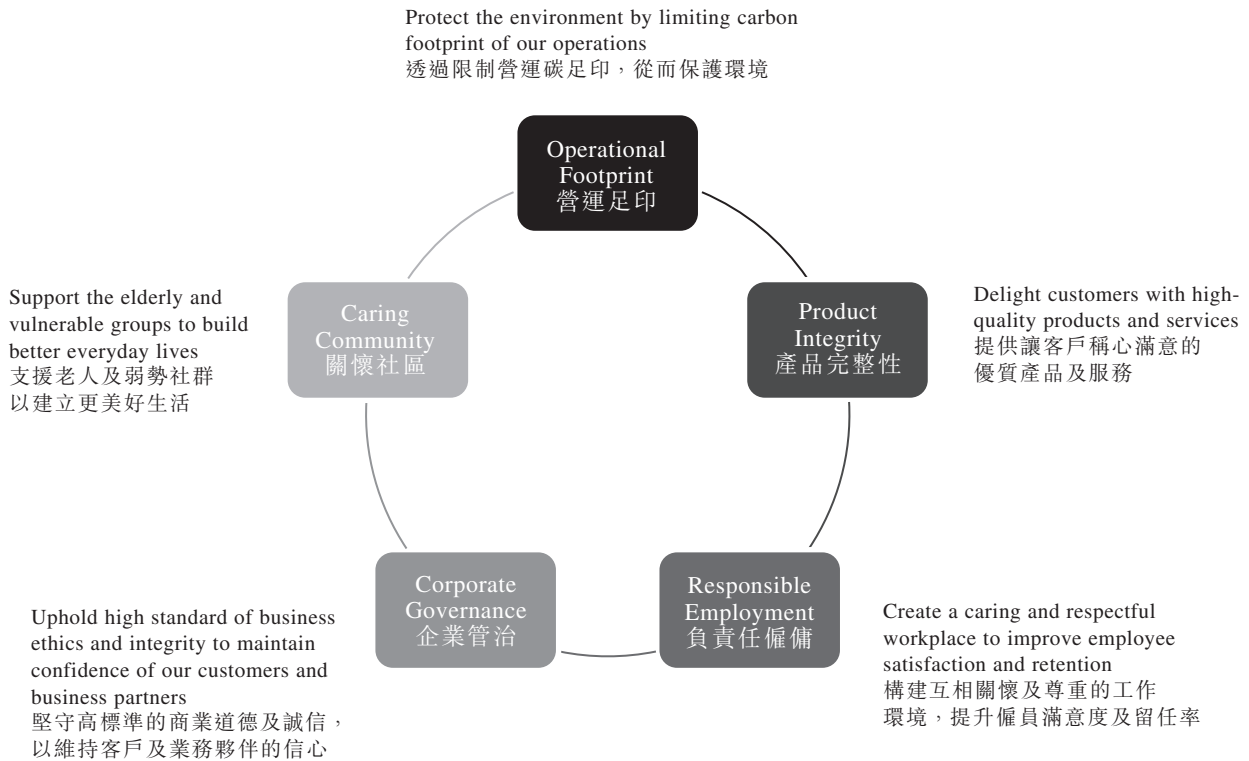 Protect the environment by limiting carbon
footprint of our operations
透過限制營運碳足印，從而保護環境
Operational
Footprint
營運足印
Product
Integrity
產品完整性
Delight customers with high-
quality products and services
提供讓客戶稱心滿意的
優質產品及服務
Responsible
Employment
負責任僱傭
Create a caring and respectful
workplace to improve employee
satisfaction and retention
構建互相關懷及尊重的工作
環境，提升僱員滿意度及留任率
Corporate
Governance
企業管治
Uphold high standard of business
ethics and integrity to maintain
confidence of our customers and
business partners
堅守高標準的商業道德及誠信，
以維持客戶及業務夥伴的信心
Caring
Community
關懷社區
Support the elderly and
vulnerable groups to build
better everyday lives
支援老人及弱勢社群
以建立更美好生活